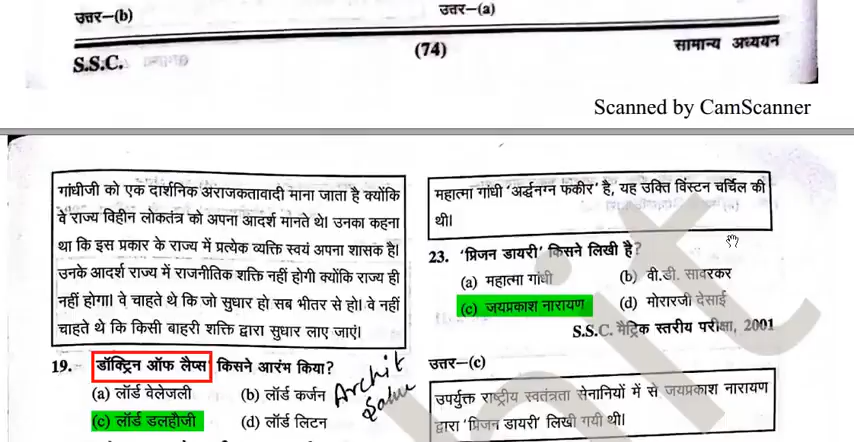 उत्तर–(b)
उत्तर–(a)
S.S.C.
(74)
सामान्य अध्ययन
Scanned by CamScanner
गांधीजी को एक दार्शनिक अराजकतावादी माना जाता है क्योंकि
वे राज्य विहीन लोकतंत्र को अपना आदर्श मानते थे। उनका कहना
था कि इस प्रकार के राज्य में प्रत्येक व्यक्ति स्वयं अपना शासक है।
उनके आदर्श राज्य में राजनीतिक शक्ति नहीं होगी क्योंकि राज्य ही
नहीं होगा। वे चाहते थे कि जो सुधार हो सब भीतर से हो। वे नहीं
चाहते थे कि किसी बाहरी शक्ति द्वारा सुधार लाए जाएं।
19. डॉक्ट्रिन ऑफ लैप्स किसने आरंभ किया?
(a) लॉर्ड वेलेजली (b) लॉर्ड कर्जन
(c) लॉर्ड डलहौजी (d) लॉर्ड लिटन
Archit
महात्मा गांधी 'अर्द्धनग्न फकीर' है, यह उक्ति विंस्टन चर्चिल की
थी।
23. 'प्रिजन डायरी' किसने लिखी है?
(a) महात्मा गांधी (b) वी.डी. सावरकर
(c) जयप्रकाश नारायण (d) मोरारजी देसाई
S.S.C. मैट्रिक स्तरीय परीक्षा, 2001
उत्तर–(c)
उपर्युक्त राष्ट्रीय स्वतंत्रता सेनानियों में से जयप्रकाश नारायण
द्वारा 'प्रिजन डायरी' लिखी गयी थी।